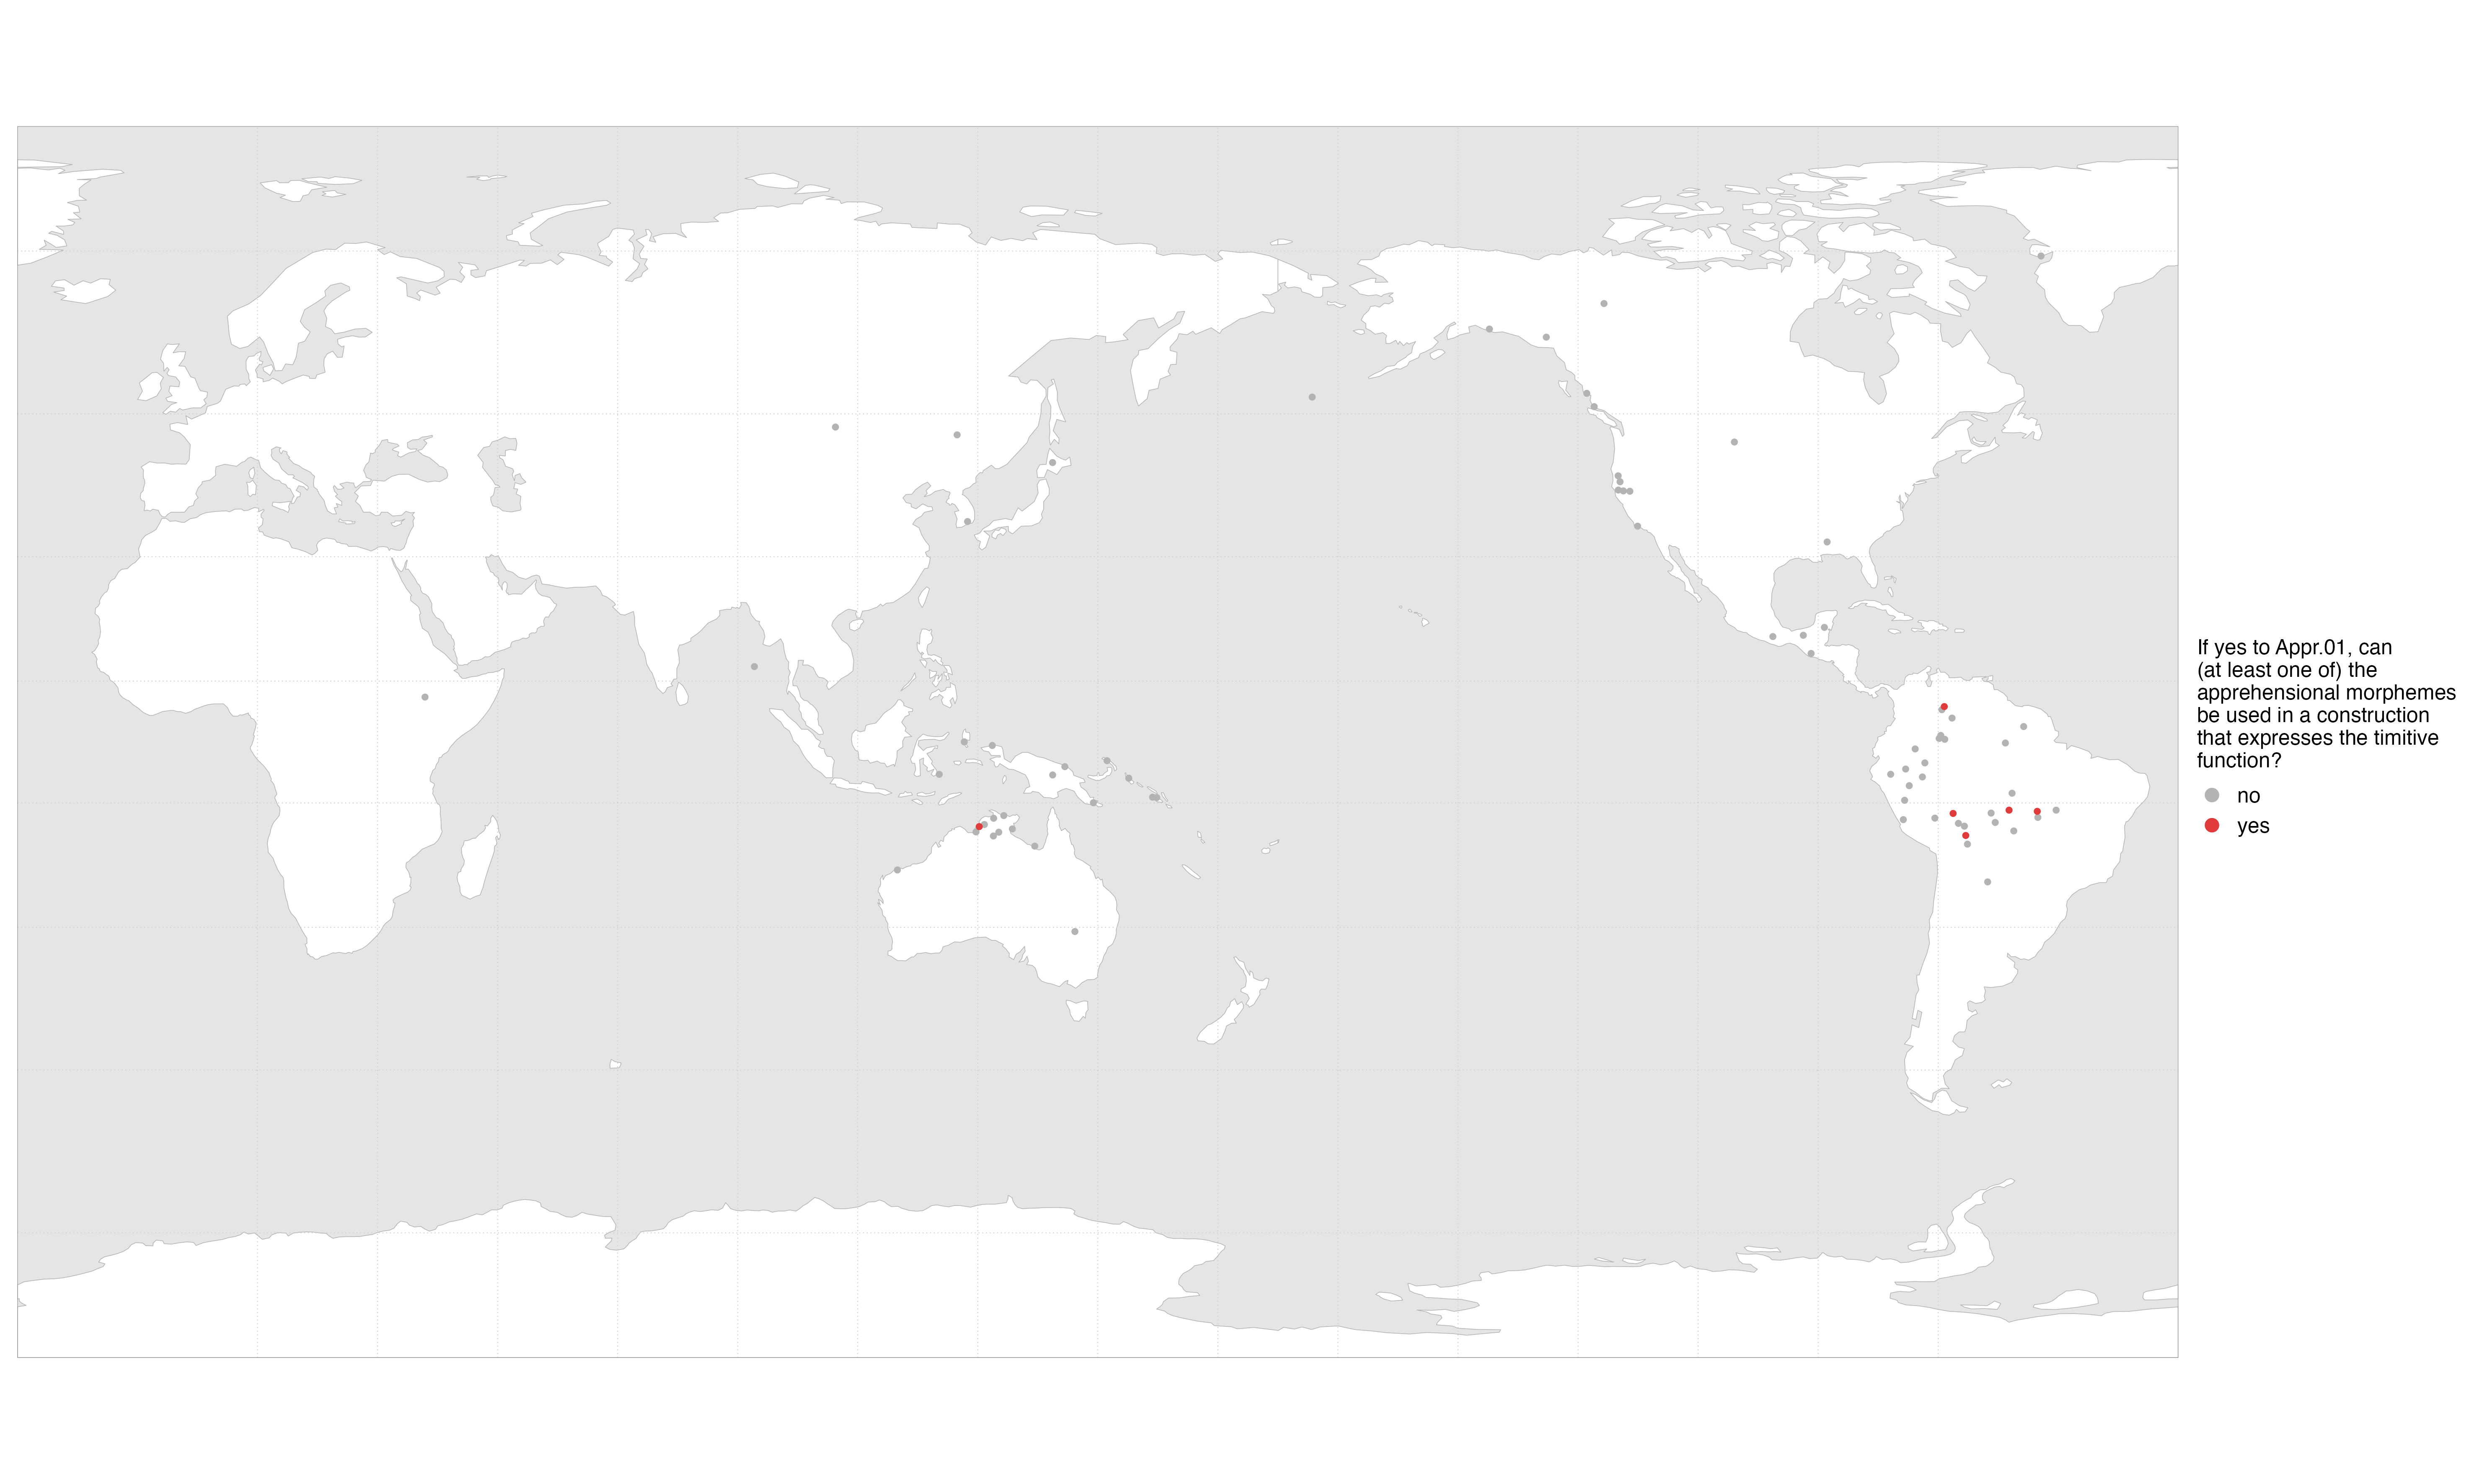 If yes to Appr.01, can
(at least one of) the
apprehensional morphemes
be used in a construction
that expresses the timitive
function?
no
yes